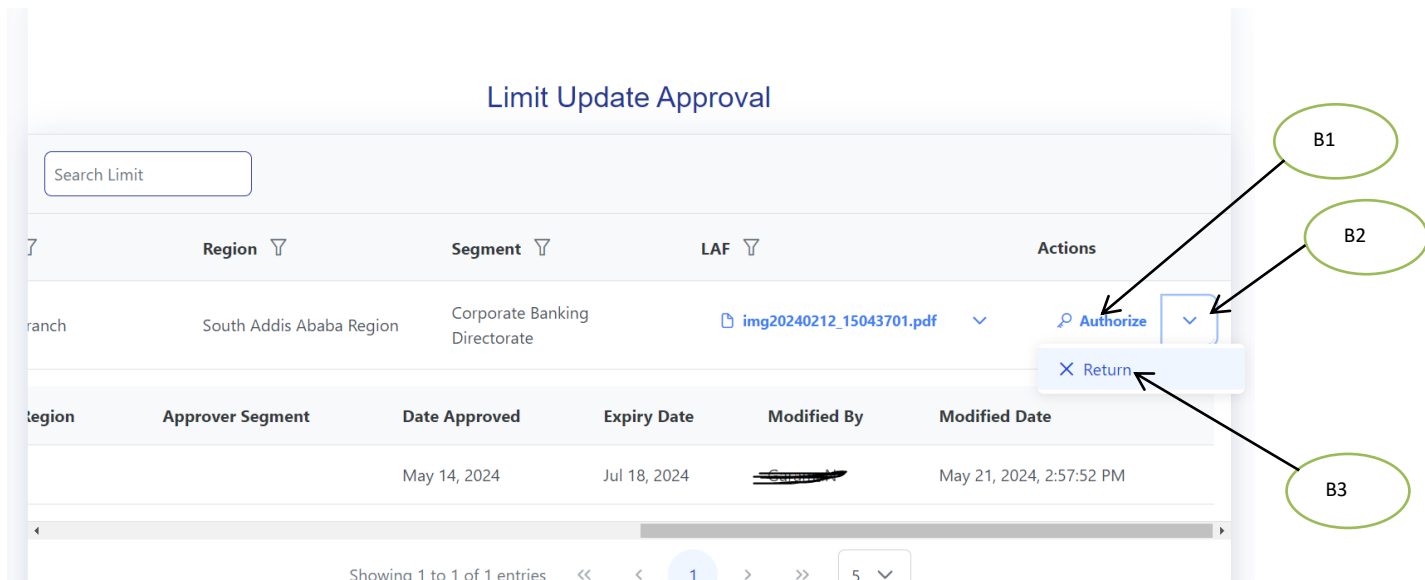 Limit Update Approval
B1
Search Limit
B2
Region Segment LAF Actions
ranch South Addis Ababa Region Corporate Banking Directorate img20240212_15043701.pdf Authorize
Return
Region Approver Segment Date Approved Expiry Date Modified By Modified Date
May 14, 2024 Jul 18, 2024 May 21, 2024, 2:57:52 PM
B3
Showing 1 to 1 of 1 entries << < 1 > >> 5